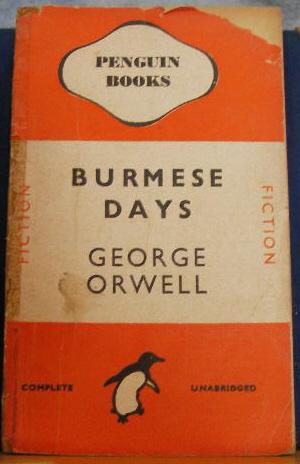 PENGUIN
BOOKS
BURMESE
DAYS
FICTION
FICTION
GEORGE
ORWELL
COMPLETE
UNABRIDGED